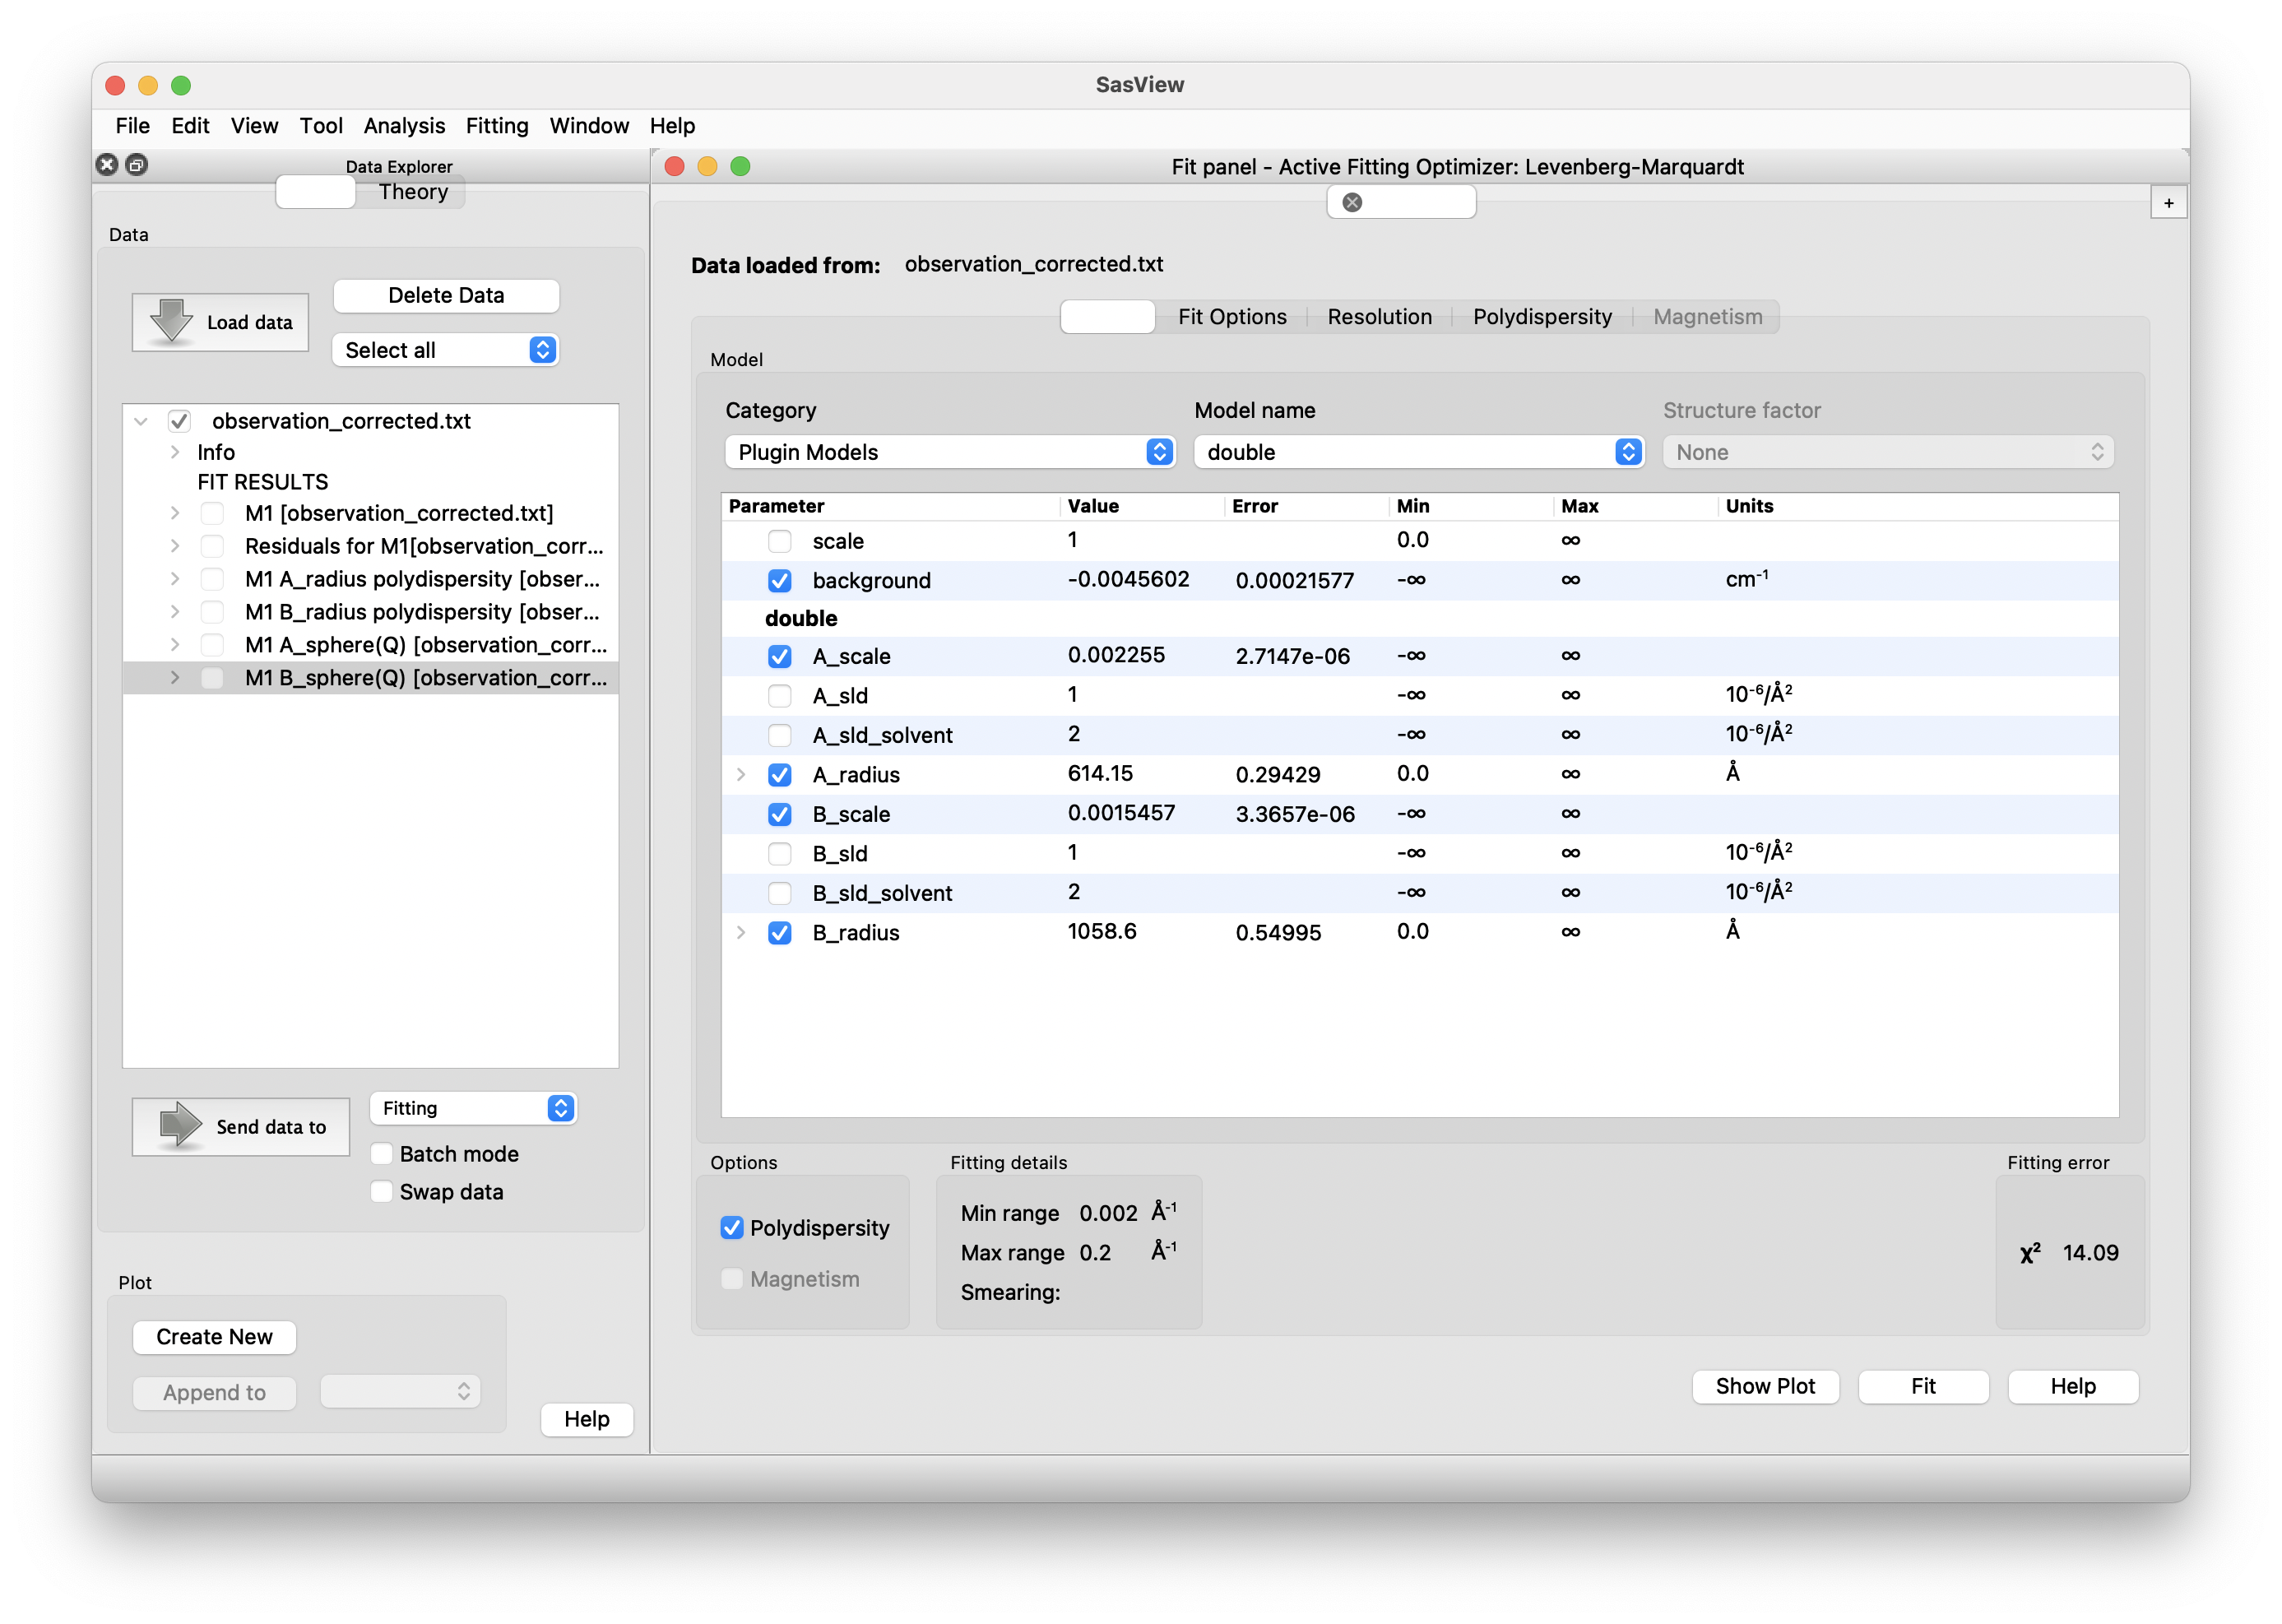 SasView
File Edit View Tool Analysis Fitting Window Help
Data Explorer
Theory
Data
Load data
Delete Data
Select all
observation_corrected.txt
Info
FIT RESULTS
M1 [observation_corrected.txt]
Residuals for M1[observation_corr...
M1 A_radius polydispersity [obser...
M1 B_radius polydispersity [obser...
M1 A_sphere(Q) [observation_corr...
M1 B_sphere(Q) [observation_corr...
Send data to
Fitting
Batch mode
Swap data
Plot
Create New
Append to
Help
Fit panel - Active Fitting Optimizer: Levenberg-Marquardt
+
Data loaded from: observation_corrected.txt
Fit Options Resolution Polydispersity Magnetism
Model
Category Model name Structure factor
Plugin Models double None
Parameter Value Error Min Max Units
scale 1 0.0 ∞
background -0.0045602 0.00021577 -∞ ∞ cm⁻¹
double
A_scale 0.002255 2.7147e-06 -∞ ∞
A_sld 1 -∞ ∞ 10⁻⁶/Å²
A_sld_solvent 2 -∞ ∞ 10⁻⁶/Å²
A_radius 614.15 0.29429 0.0 ∞ Å
B_scale 0.0015457 3.3657e-06 -∞ ∞
B_sld 1 -∞ ∞ 10⁻⁶/Å²
B_sld_solvent 2 -∞ ∞ 10⁻⁶/Å²
B_radius 1058.6 0.54995 0.0 ∞ Å
Options
Polydispersity
Magnetism
Fitting details
Min range 0.002 Å⁻¹
Max range 0.2 Å⁻¹
Smearing:
Fitting error
χ² 14.09
Show Plot Fit Help